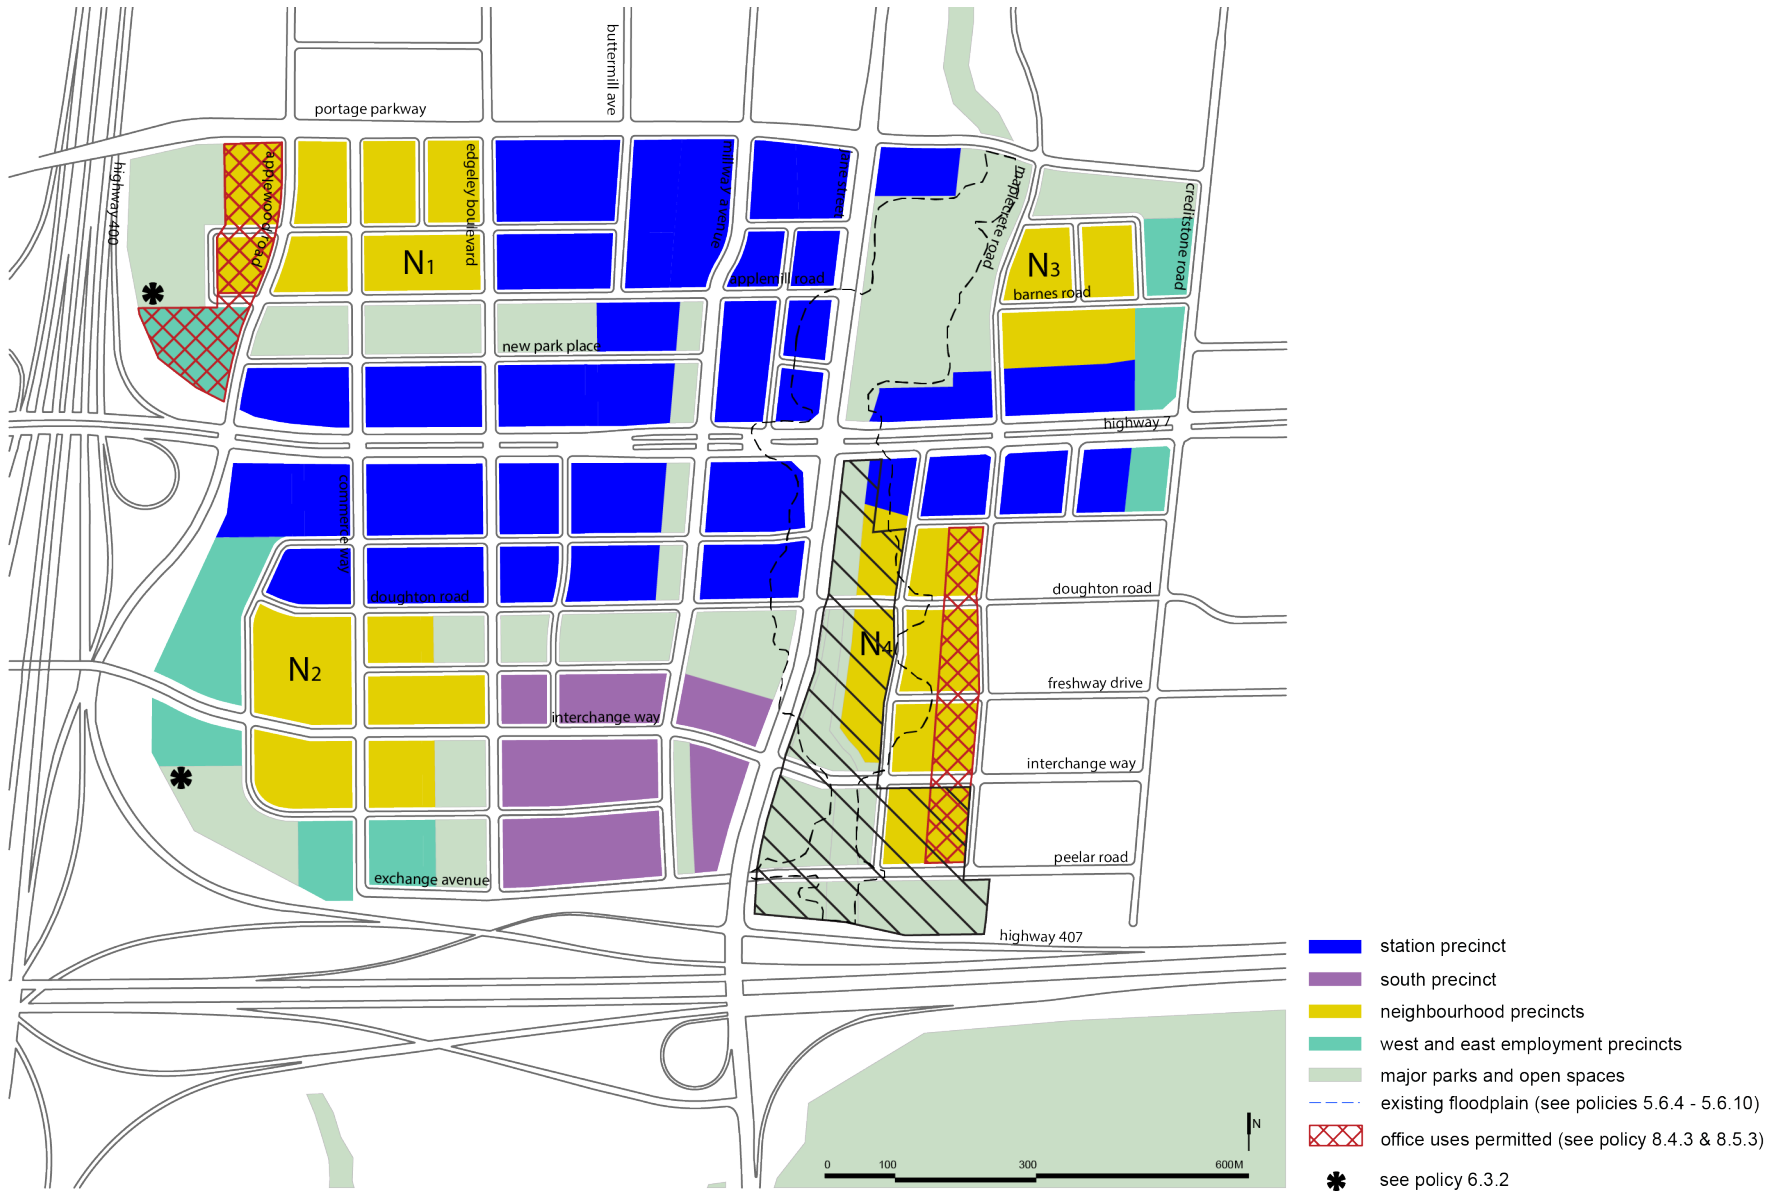 buttermill ave
portage parkway
highway 400
applewood road
edgeley boulevard
millway avenue
jane street
maplecrete road
creditstone road
N1
N3
applemill road
barnes road
new park place
highway 7
commerce way
doughton road
doughton road
N2
N4
freshway drive
interchange way
interchange way
exchange avenue
peelar road
highway 407
station precinct
south precinct
neighbourhood precincts
west and east employment precincts
major parks and open spaces
existing floodplain (see policies 5.6.4 - 5.6.10)
office uses permitted (see policy 8.4.3 & 8.5.3)
see policy 6.3.2
N
0 100 300 600M